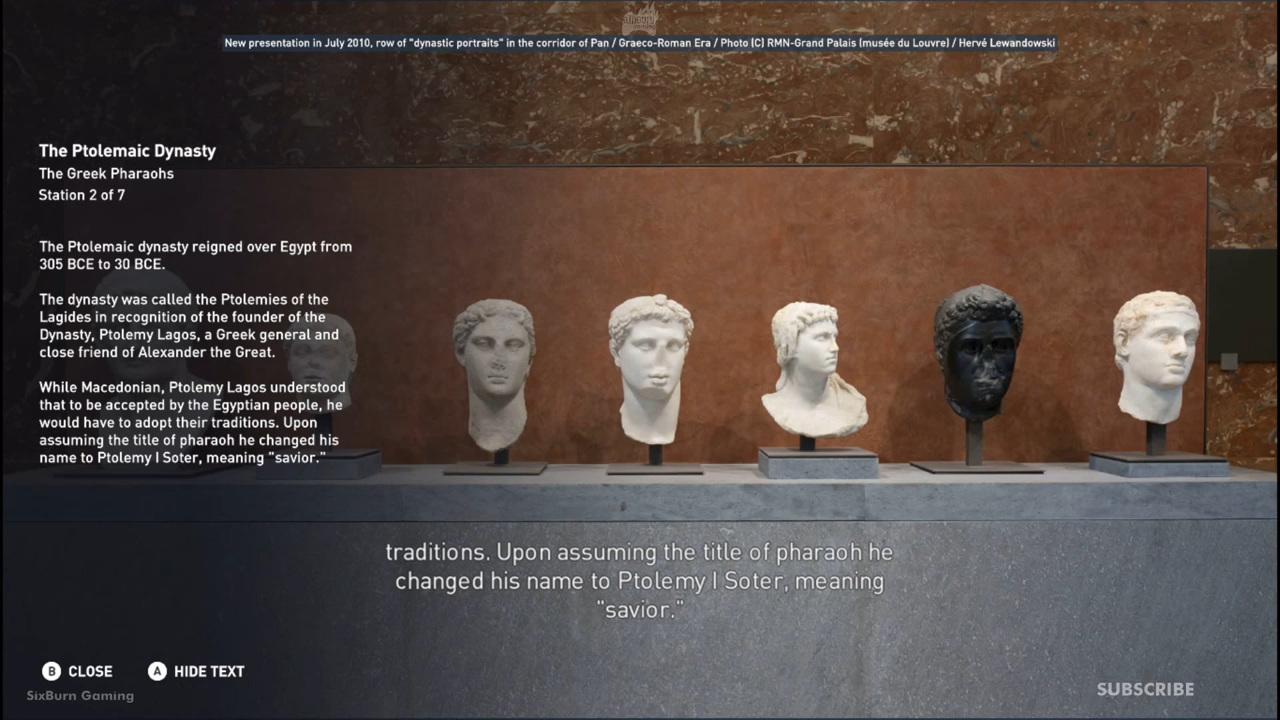 New presentation in July 2010, row of "dynastic portraits" in the corridor of Pan / Graeco-Roman Era / Photo (C) RMN-Grand Palais (musée du Louvre) / Hervé Lewandowski
The Ptolemaic Dynasty
The Greek Pharaohs
Station 2 of 7
The Ptolemaic dynasty reigned over Egypt from
305 BCE to 30 BCE.
The dynasty was called the Ptolemies of the
Lagides in recognition of the founder of the
Dynasty, Ptolemy Lagos, a Greek general and
close friend of Alexander the Great.
While Macedonian, Ptolemy Lagos understood
that to be accepted by the Egyptian people, he
would have to adopt their traditions. Upon
assuming the title of pharaoh he changed his
name to Ptolemy I Soter, meaning "savior."
traditions. Upon assuming the title of pharaoh he
changed his name to Ptolemy I Soter, meaning
"savior."
B CLOSE A HIDE TEXT
SixBurn Gaming
SUBSCRIBE